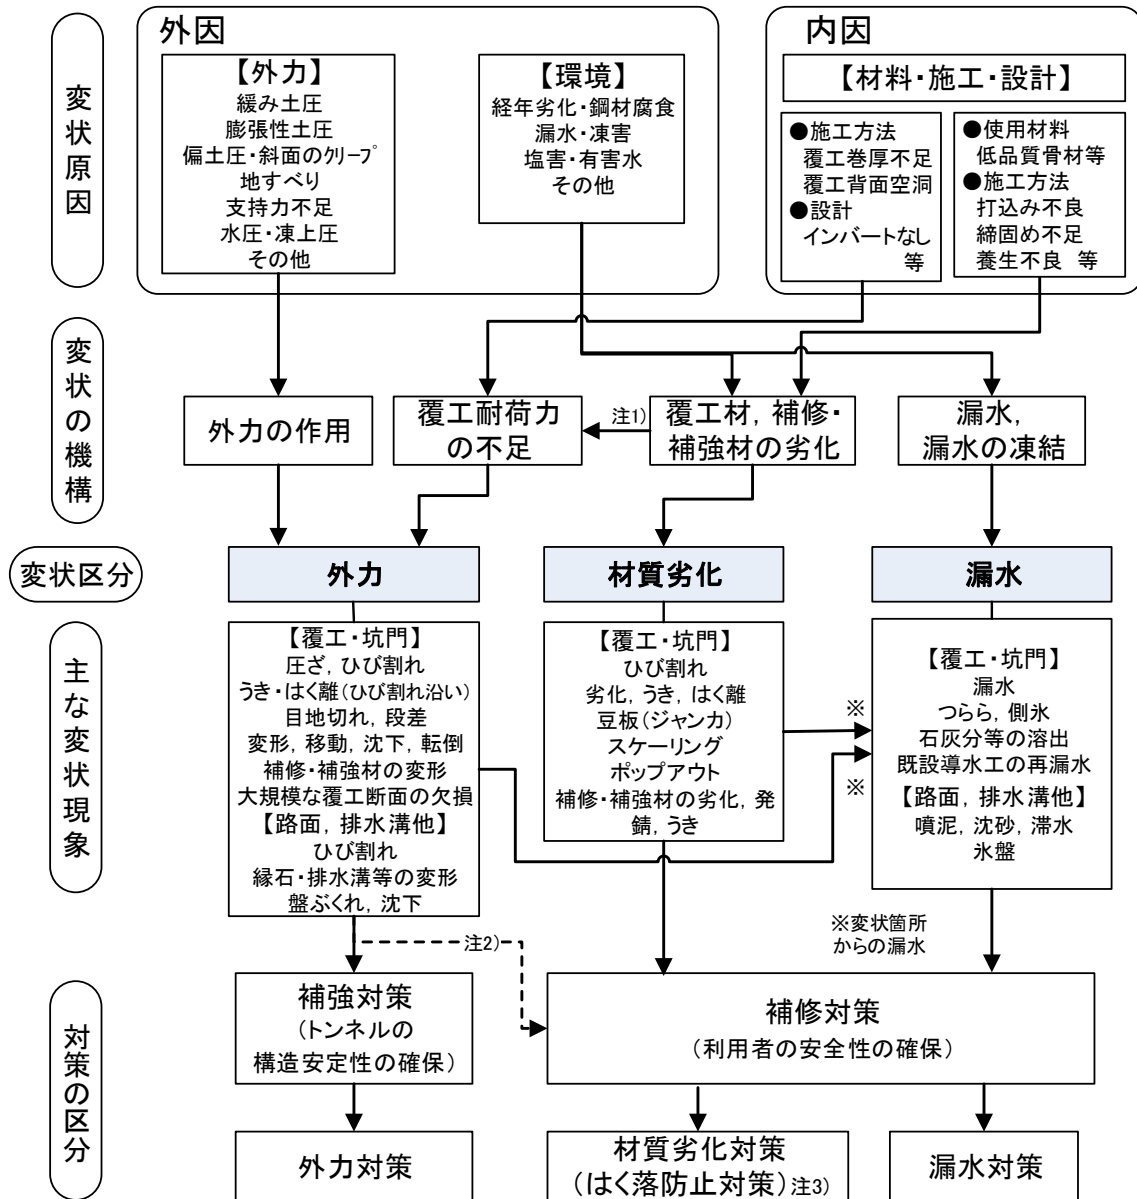 変状原因
外因
【外力】
緩み土圧
膨張性土圧
偏土圧・斜面のクリープ
地すべり
支持力不足
水圧・凍上圧
その他
【環境】
経年劣化・鋼材腐食
漏水・凍害
塩害・有害水
その他
内因
【材料・施工・設計】
●施工方法
覆工巻厚不足
覆工背面空洞
●設計
インバートなし
等
●使用材料
低品質骨材等
●施工方法
打込み不良
締固め不足
養生不良 等
変状の機構
外力の作用
覆工耐荷力
の不足
注1)
覆工材，補修・
補強材の劣化
漏水，
漏水の凍結
変状区分
外力
材質劣化
漏水
主な変状現象
【覆工・坑門】
圧ざ，ひび割れ
うき・はく離（ひび割れ沿い）
目地切れ，段差
変形，移動，沈下，転倒
補修・補強材の変形
大規模な覆工断面の欠損
【路面，排水溝他】
ひび割れ
縁石・排水溝等の変形
盤ぶくれ，沈下
【覆工・坑門】
ひび割れ
劣化，うき，はく離
豆板（ジャンカ）
スケーリング
ポップアウト
補修・補強材の劣化，発
錆，うき
※
※
【覆工・坑門】
漏水
つらら，側氷
石灰分等の溶出
既設導水工の再漏水
【路面，排水溝他】
噴泥，沈砂，滞水
氷盤
※変状箇所
からの漏水
注2)
対策の区分
補強対策
（トンネルの
構造安定性の確保）
補修対策
（利用者の安全性の確保）
外力対策
材質劣化対策
（はく落防止対策）注3)
漏水対策